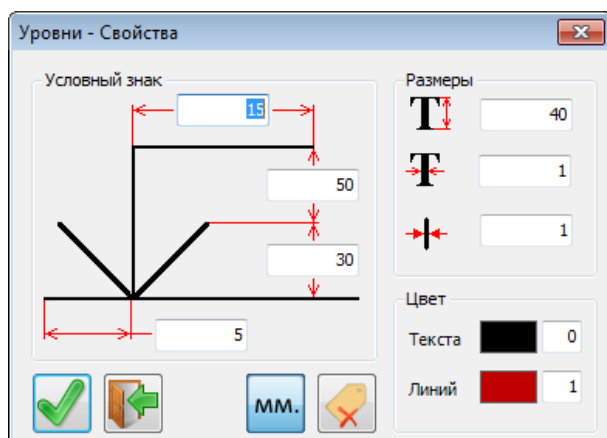 Уровни - Свойства
Условный знак
15
50
30
5
мм.
Размеры
T 40
T 1
1
Цвет
Текста 0
Линий 1